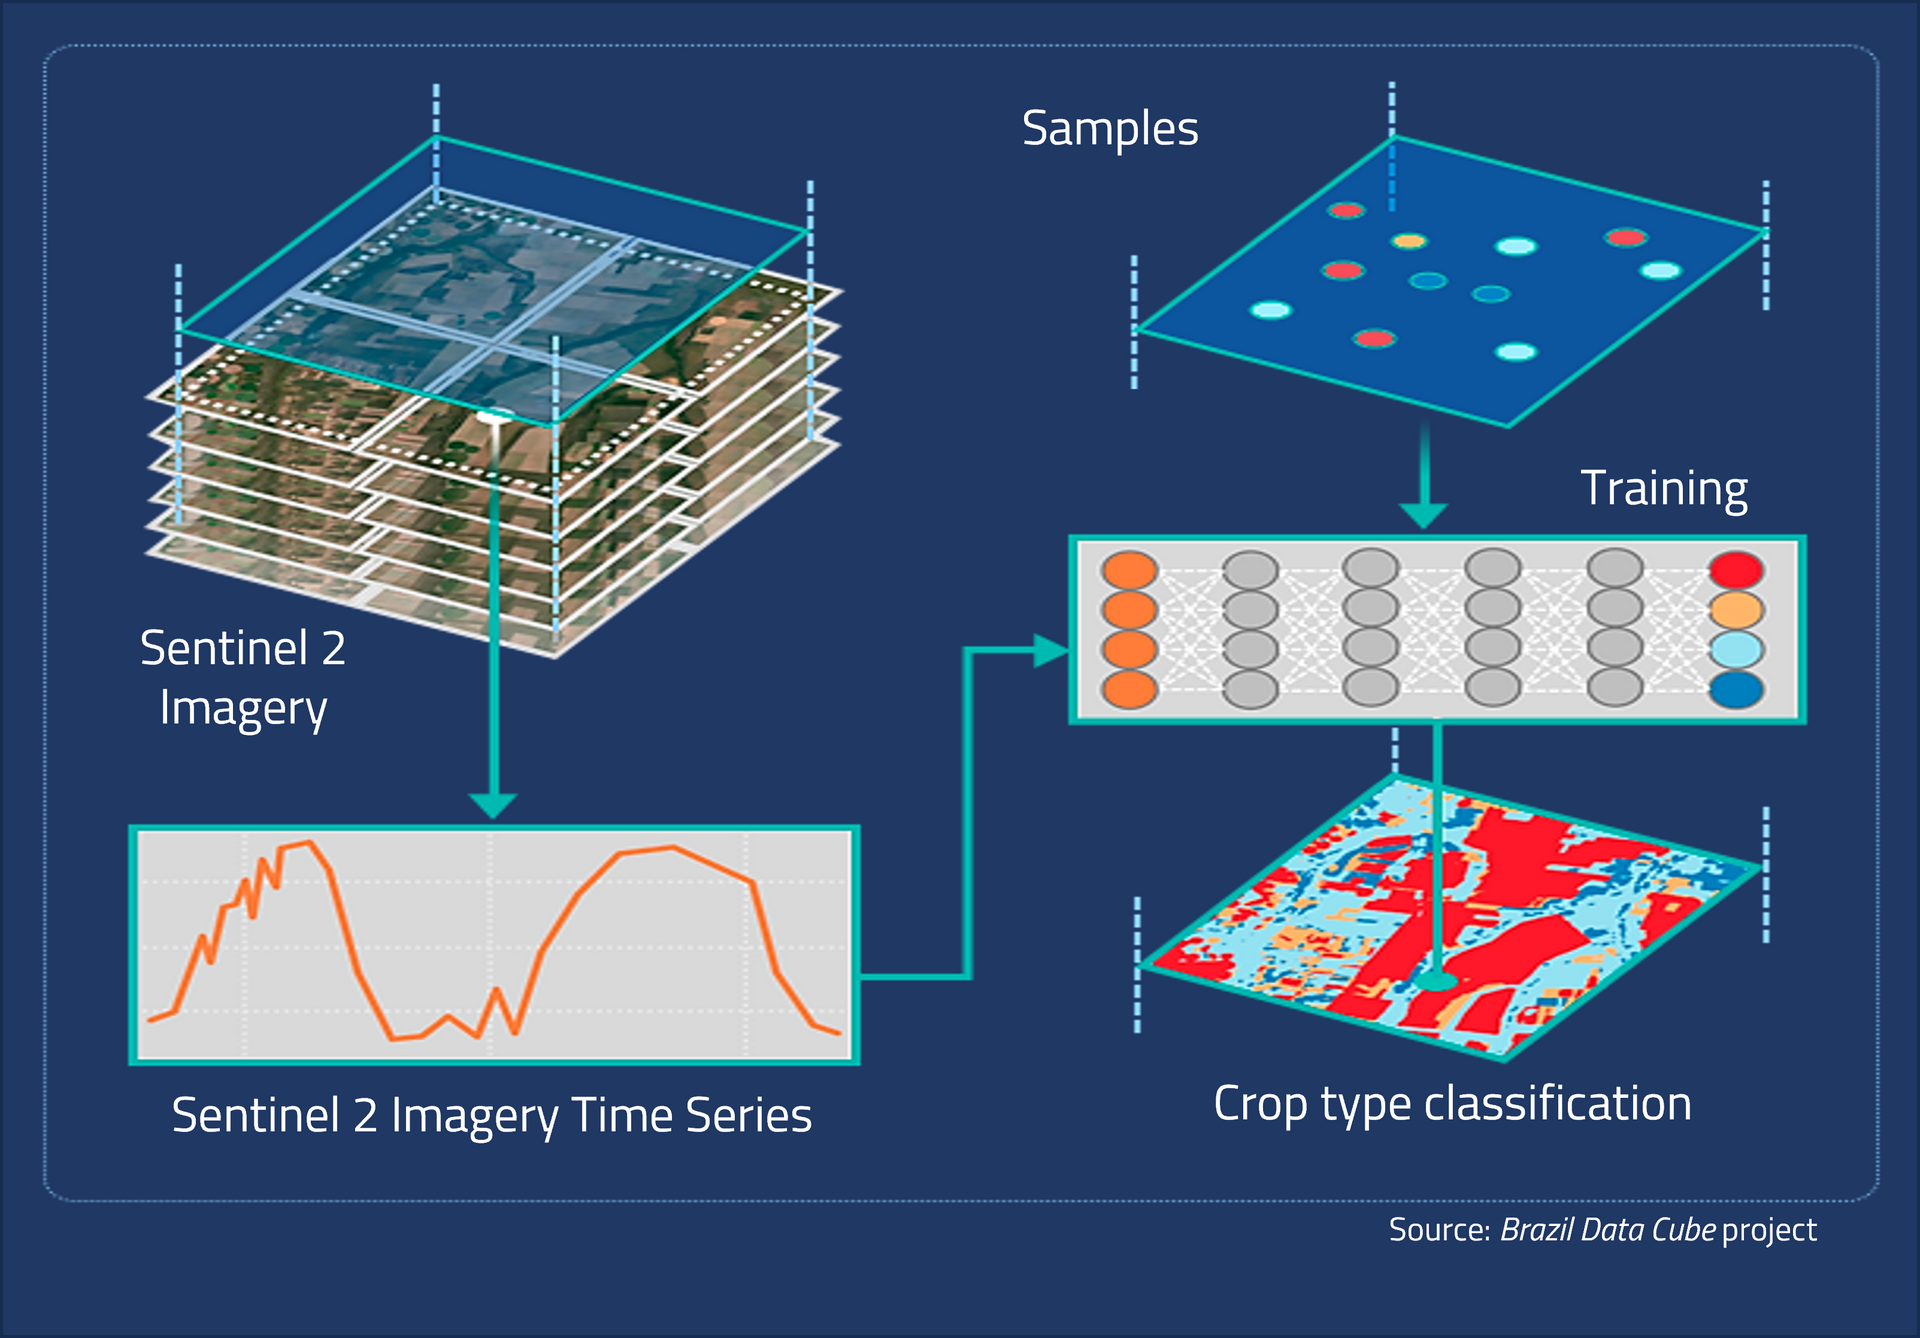 Samples
Training
Sentinel 2
Imagery
Sentinel 2 Imagery Time Series
Crop type classification
Source: Brazil Data Cube project